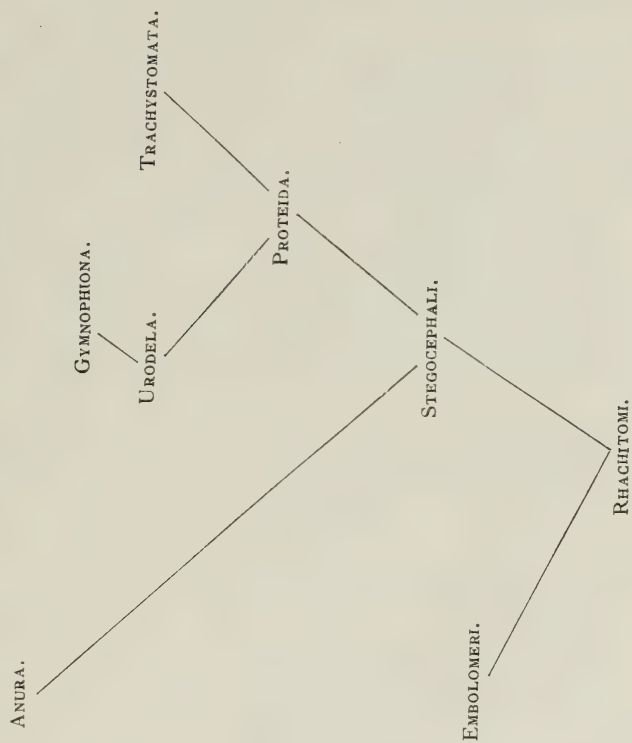 ANURA.
GYMNOPHIONA.
URODELA.
TRACHYSTOMATA.
PROTEIDA.
STEGOCEPHALI.
EMBOLOMERI.
RHACHITOMI.